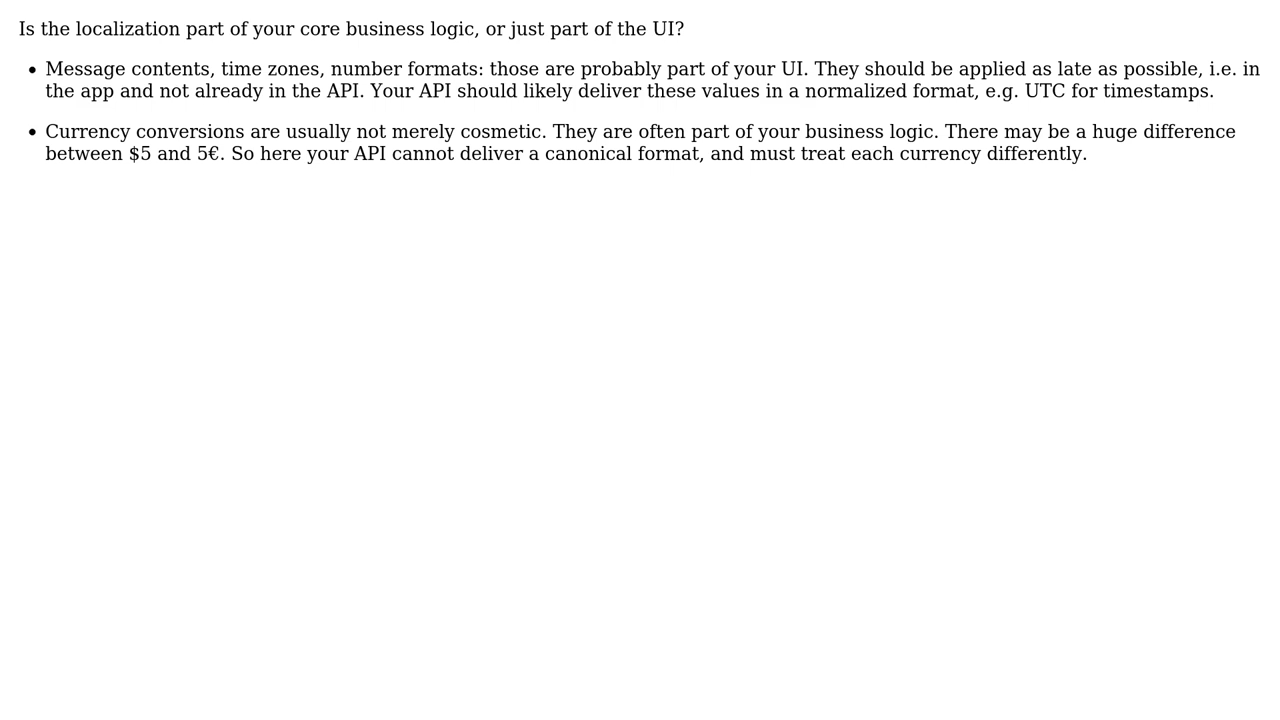 Is the localization part of your core business logic, or just part of the UI?
• Message contents, time zones, number formats: those are probably part of your UI. They should be applied as late as possible, i.e. in
the app and not already in the API. Your API should likely deliver these values in a normalized format, e.g. UTC for timestamps.
• Currency conversions are usually not merely cosmetic. They are often part of your business logic. There may be a huge difference
between $5 and 5€. So here your API cannot deliver a canonical format, and must treat each currency differently.